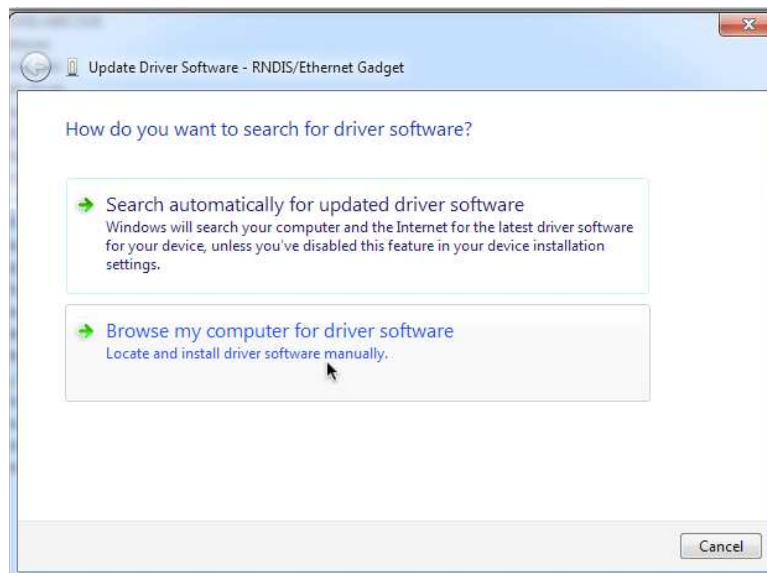 Update Driver Software - RNDIS/Ethernet Gadget
How do you want to search for driver software?
Search automatically for updated driver software
Windows will search your computer and the Internet for the latest driver software
for your device, unless you've disabled this feature in your device installation
settings.
Browse my computer for driver software
Locate and install driver software manually.
Cancel